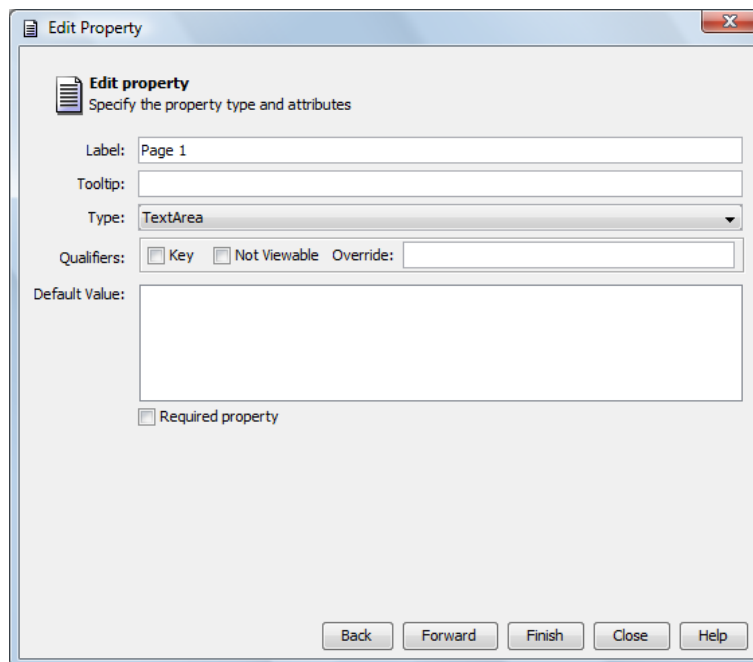 Edit Property
Edit property
Specify the property type and attributes
Label: Page 1
Tooltip:
Type: TextArea
Qualifiers: Key Not Viewable Override:
Default Value:
Required property
Back Forward Finish Close Help